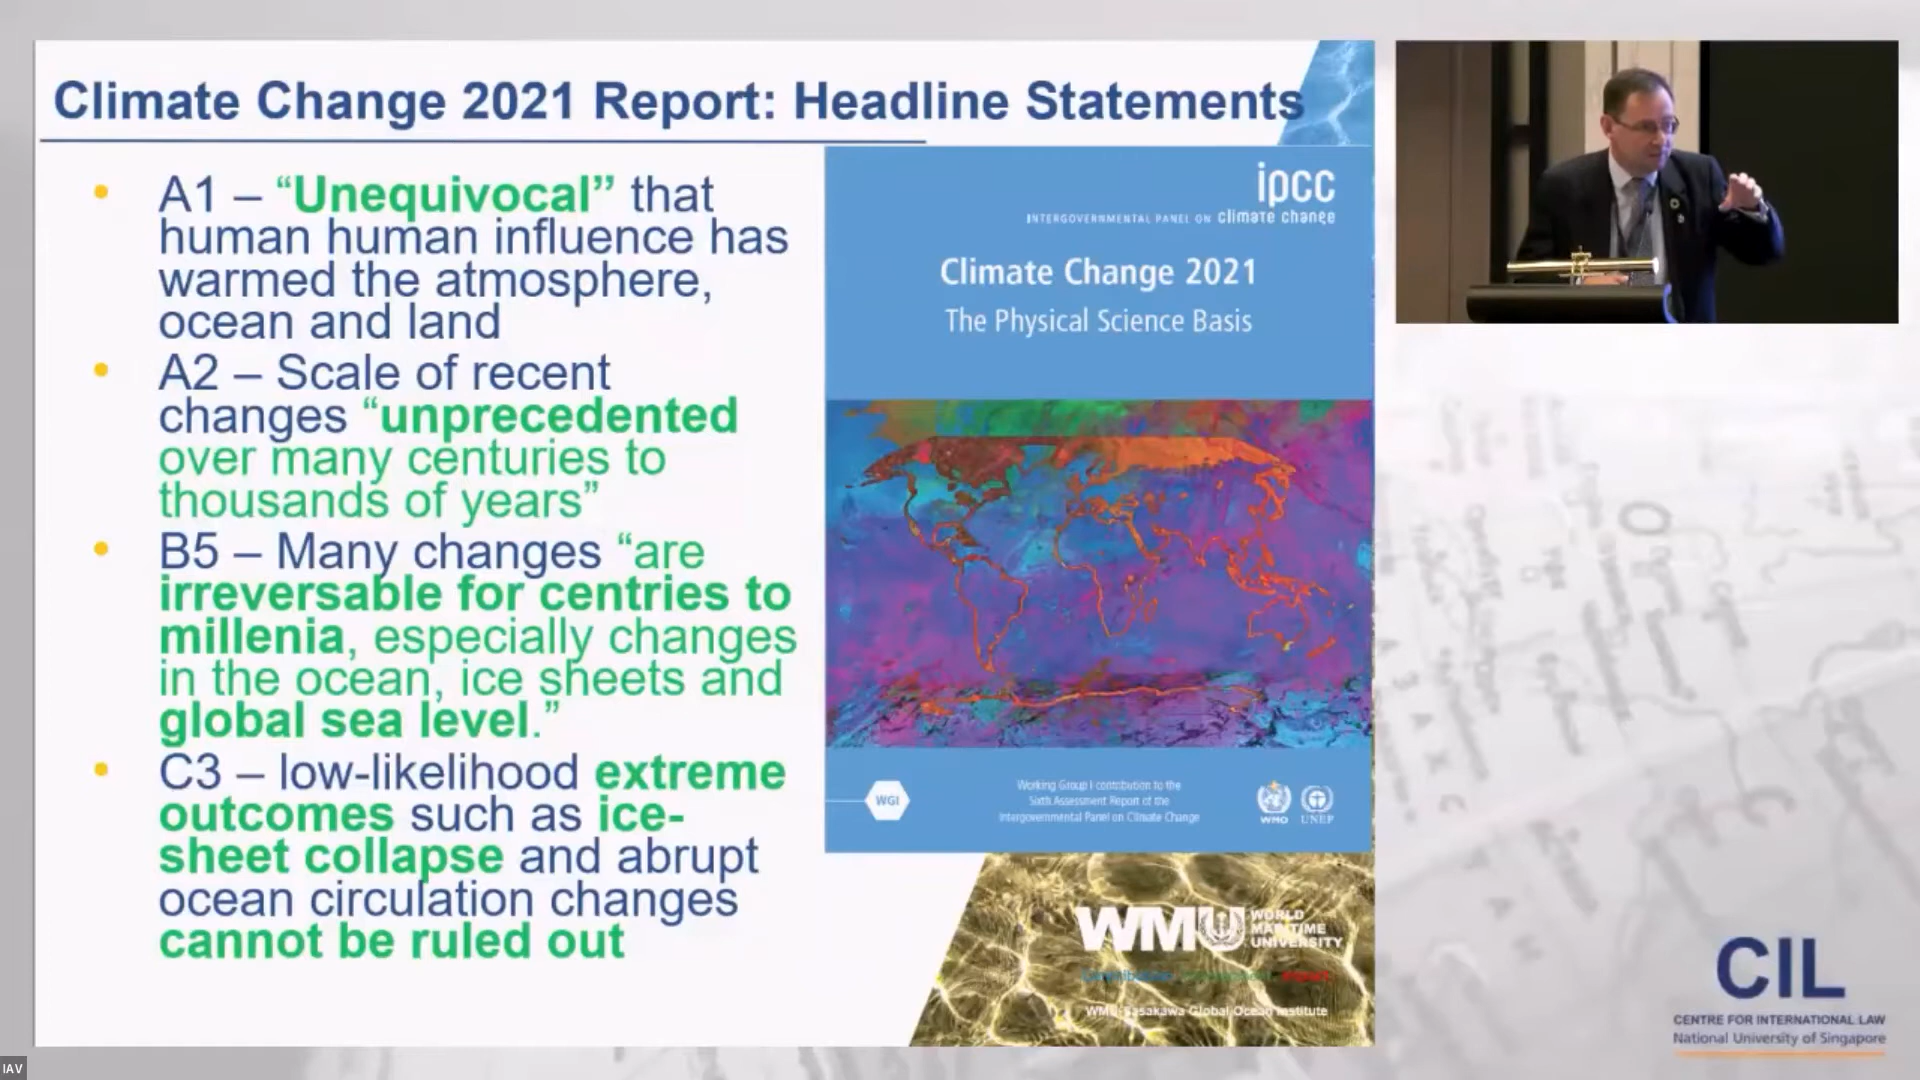 Climate Change 2021 Report: Headline Statements
• A1 – “Unequivocal” that
human human influence has
warmed the atmosphere,
ocean and land
• A2 – Scale of recent
changes “unprecedented
over many centuries to
thousands of years”
• B5 – Many changes “are
irreversable for centries to
millenia, especially changes
in the ocean, ice sheets and
global sea level.”
• C3 – low-likelihood extreme
outcomes such as ice-
sheet collapse and abrupt
ocean circulation changes
cannot be ruled out
ipcc
INTERGOVERNMENTAL PANEL ON climate change
Climate Change 2021
The Physical Science Basis
WGI
Working Group I contribution to the
Sixth Assessment Report of the
Intergovernmental Panel on Climate Change
WMO
UNEP
WMU
WORLD
MARITIME
UNIVERSITY
WMU-Sasakawa Global Ocean Institute
CIL
CENTRE FOR INTERNATIONAL LAW
National University of Singapore
IAV